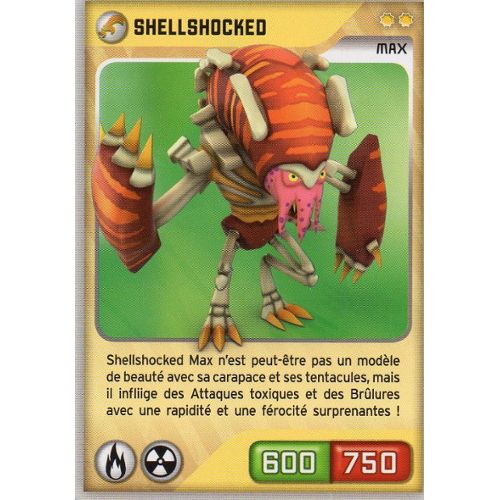 SHELLSHOCKED
MAX
Shellshocked Max n'est peut-être pas un modèle
de beauté avec sa carapace et ses tentacules, mais
il infliige des Attaques toxiques et des Brûlures
avec une rapidité et une férocité surprenantes !
600 750